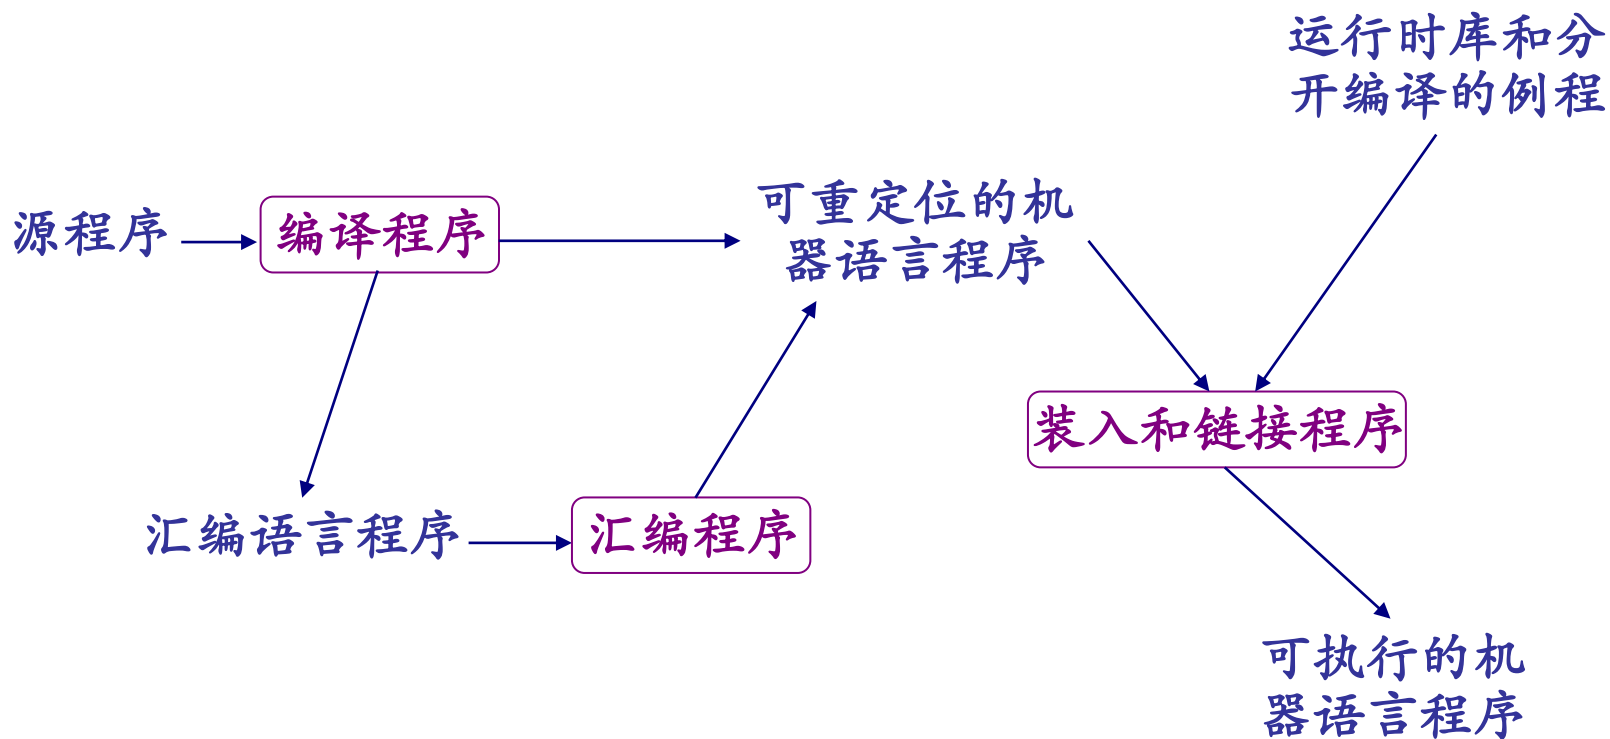 运行时库和分
开编译的例程
源程序
编译程序
可重定位的机
器语言程序
装入和链接程序
汇编语言程序
汇编程序
可执行的机
器语言程序